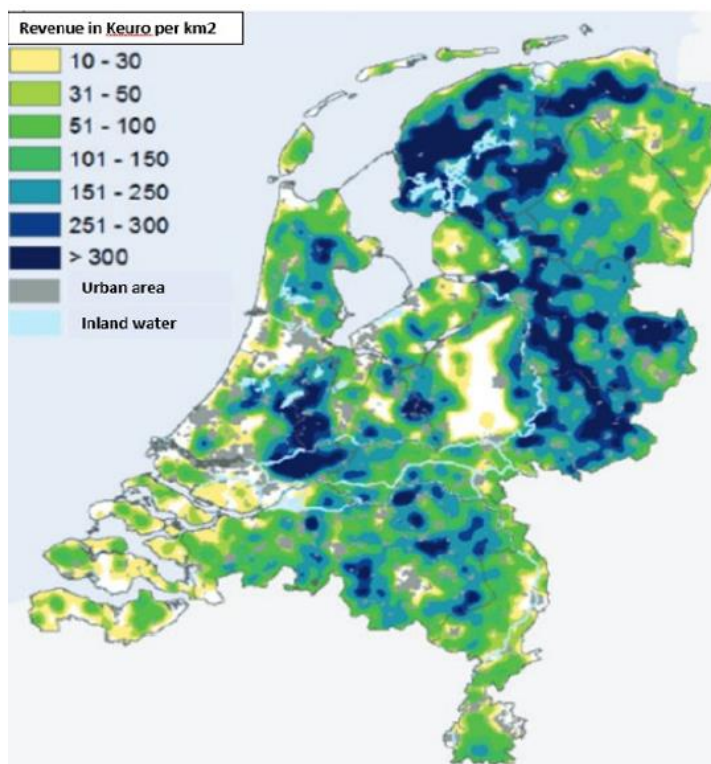 Revenue in Keuro per km2
10 - 30
31 - 50
51 - 100
101 - 150
151 - 250
251 - 300
> 300
Urban area
Inland water